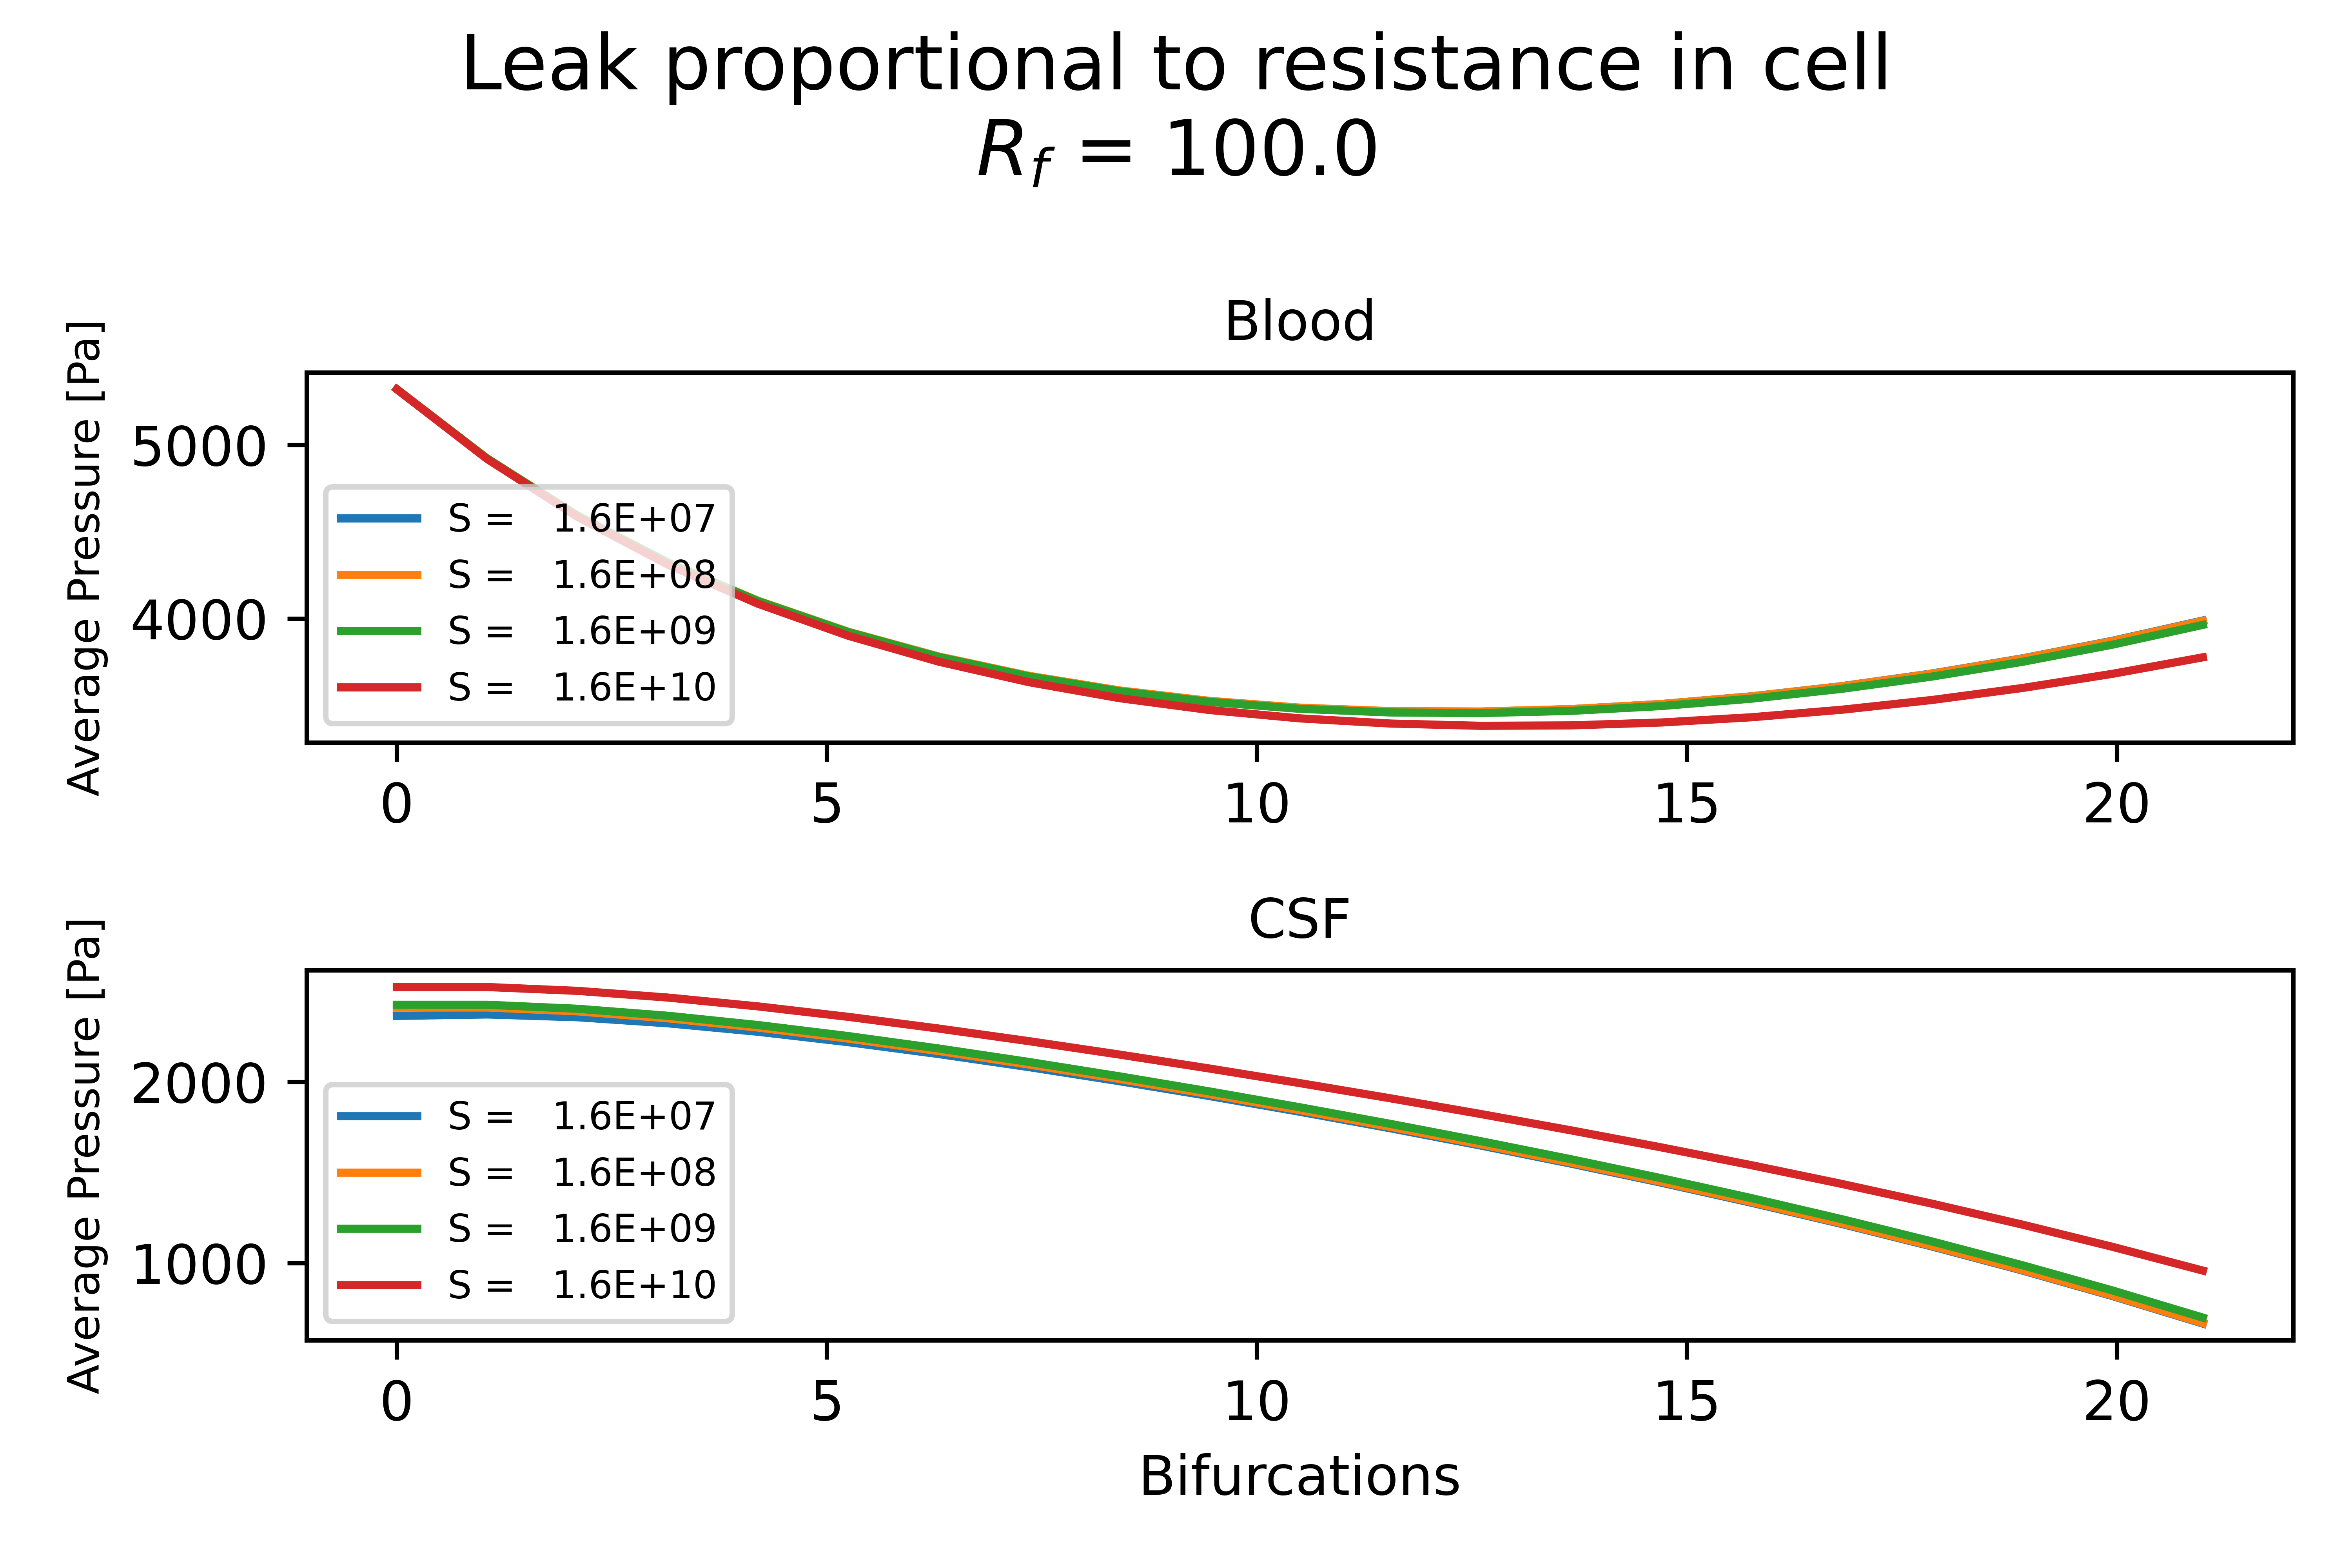 Leak proportional to resistance in cell
R_f = 100.0
Blood
Average Pressure [Pa]
5000
4000
S = 1.6E+07
S = 1.6E+08
S = 1.6E+09
S = 1.6E+10
0 5 10 15 20
CSF
Average Pressure [Pa]
2000
1000
S = 1.6E+07
S = 1.6E+08
S = 1.6E+09
S = 1.6E+10
0 5 10 15 20
Bifurcations